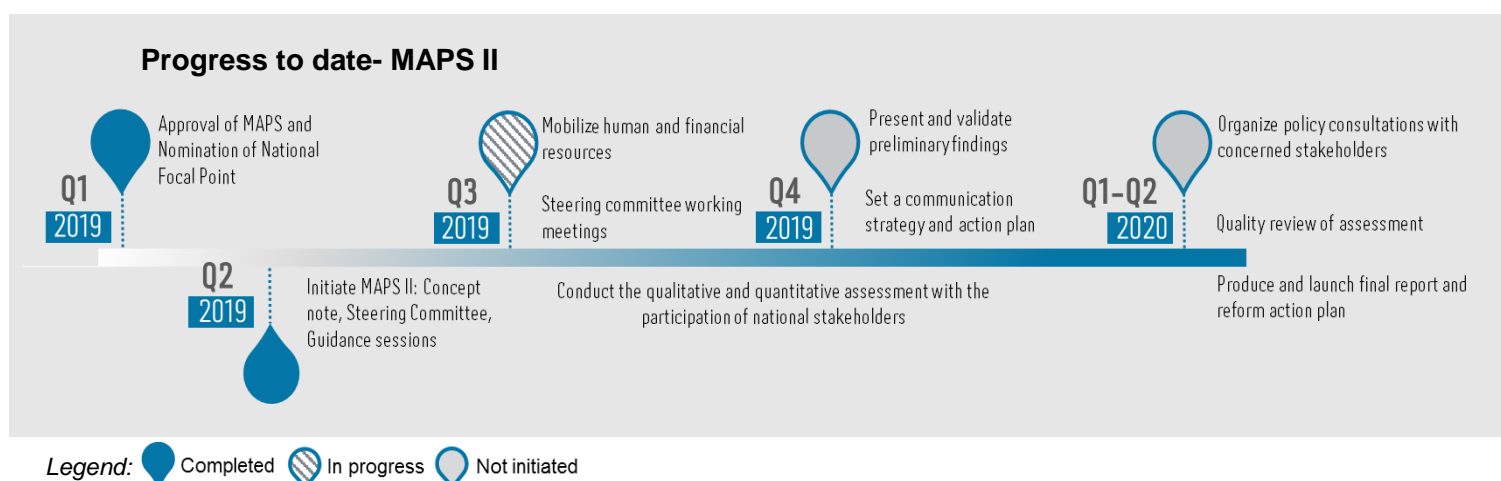 Progress to date- MAPS II
Approval of MAPS and
Nomination of National
Focal Point
Q1
2019
Q2
2019
Initiate MAPS II: Concept
note, Steering Committee,
Guidance sessions
Mobilize human and financial
resources
Q3
2019
Steering committee working
meetings
Conduct the qualitative and quantitative assessment with the
participation of national stakeholders
Present and validate
preliminary findings
Q4
2019
Set a communication
strategy and action plan
Organize policy consultations with
concerned stakeholders
Q1-Q2
2020
Quality review of assessment
Produce and launch final report and
reform action plan
Legend: Completed In progress Not initiated